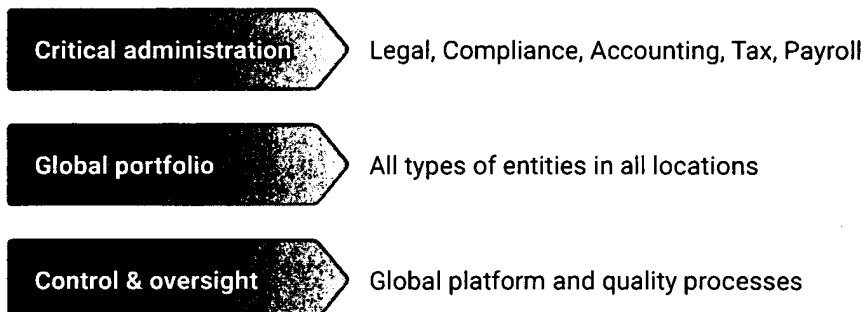 Critical administration
Legal, Compliance, Accounting, Tax, Payroll
Global portfolio
All types of entities in all locations
Control & oversight
Global platform and quality processes